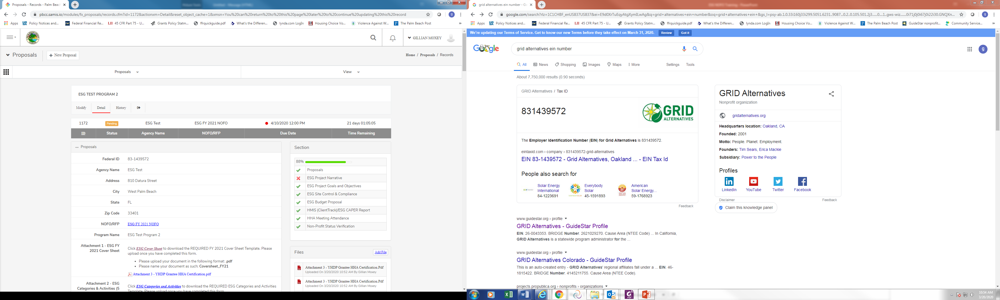 Proposals - Records - Palm Beac
pbcc.samis.io/modules/fx_proposals/records.cfm?id=1172&actionxm=Detail&reset_object_cache=1&xmsn=You%20can%20return%20to%20this%20page%20later%20to%20continue%20updating%20this%20record
Apps Policy Notices and... Federal Financial Re... 45 CFR Part 75 - U... Grants Policy Statm... ffrquickguide.pdf What's the Differen... lynda.com LogIn Housing Choice Vo... Violence Against W... The Palm Beach Post »
GILLIAN MOXEY
Proposals
+ New Proposal
Home / Proposals / Records
Proposals
View
ESG TEST PROGRAM 2
Modify Detail History
1172 Pending ESG Test ESG FY 2021 NOFO 4/10/2020 12:00 PM 21 days 01:05:05
ID Status Agency Name NOFO/RFP Due Date Time Remaining
Proposals
Federal ID 83-1439572
Agency Name ESG Test
Address 810 Datura Street
City West Palm Beach
State FL
Zip Code 33401
NOFO/RFP ESG FY 2021 NOFO
Program Name ESG Test Program 2
Attachment 1 - ESG FY
2021 Cover Sheet
Click ESG Cover Sheet to download the REQUIRED FY 2021 Cover Sheet Template. Please
upload once you have completed this form.
• Please upload your document in the following format: .pdf
• Please name your document as such: Coversheet_FY21
Attachment 3 - YHDP Grantee HHA Certification.pdf
Attachment 2 - ESG
Categories & Activities (5
Click ESG Categories and Activities to download the REQUIRED ESG Categories and Activities
Template. Please upload once you have completed this form
Section
88%
Proposals
ESG Project Narrative
ESG Project Goals and Objectives
ESG Site Control & Compliance
ESG Budget Proposal
HMIS (ClientTrack)/ESG CAPER Report
HHA Meeting Attendance
Non-Profit Status Verification
Files
Add File
Attachment 3 - YHDP Grantee HHA Certification.Pdf
Uploaded On 3/20/2020 10:52 AM By Gillian Moxey
Attachment 3 - YHDP Grantee HHA Certification.Pdf
Uploaded On 3/20/2020 10:52 AM By Gillian Moxey
grid alternatives ein number - Go
google.com/search?rlz=1C1CHBF_enUS837US837&ei=E9d0XrTuEqyAtgXymILwAg&q=grid+alternatives+ein+number&oq=grid+alternatives+ein+&gs_l=psy-ab.1.0.33i160j33i299.5051.6231..9087...0.2..0.105.501.2j3......0....1..gws-wiz.......0i71j0j0i67j0i22i30.GNQXn...
Apps Policy Notices and... Federal Financial Re... 45 CFR Part 75 - U... Grants Policy Statm... ffrquickguide.pdf What's the Differen... lynda.com LogIn Housing Choice Vo... Violence Against W... The Palm Beach Post GuideStar nonprofit... Community Service... »
We're updating our Terms of Service. Get to know our new Terms before they take effect on March 31, 2020. Review Got it
Google
grid alternatives ein number
g
All News Shopping Images Maps More Settings Tools
About 7,750,000 results (0.90 seconds)
GRID Alternatives / Tax ID
831439572
GRID
ALTERNATIVES
The Employer Identification Number (EIN) for Grid Alternatives is 831439572.
eintaxid.com › company › 831439572-grid-alternatives
EIN 83-1439572 - Grid Alternatives, Oakland ... - EIN Tax Id
People also search for
Solar Energy
International
84-1223691
Everybody
Solar
45-1591893
American
Solar Energy...
59-1768923
Feedback
www.guidestar.org › profile
GRID Alternatives - GuideStar Profile
EIN. 26-0043353. BRIDGE Number. 2621029270. Cause Area (NTEE Code) ... In California,
GRID Alternatives is a statewide program administrator for the ...
www.guidestar.org › profile
GRID Alternatives Colorado - GuideStar Profile
This is an auto-created entry - GRID Alternatives' regional affiliates fall under a ... EIN. 46-
1815422. BRIDGE Number. 4145211755. Cause Area (NTEE Code).
projects.propublica.org › nonprofits › organizations
GRID Alternatives
Nonprofit organization
gridalternatives.org
Headquarters location: Oakland, CA
Founded: 2001
Motto: People. Planet. Employment.
Founders: Tim Sears, Erica Mackie
Subsidiary: Power to the People
Profiles
LinkedIn YouTube Twitter Facebook
Disclaimer Feedback
Claim this knowledge panel
10:54 AM
3/20/2020